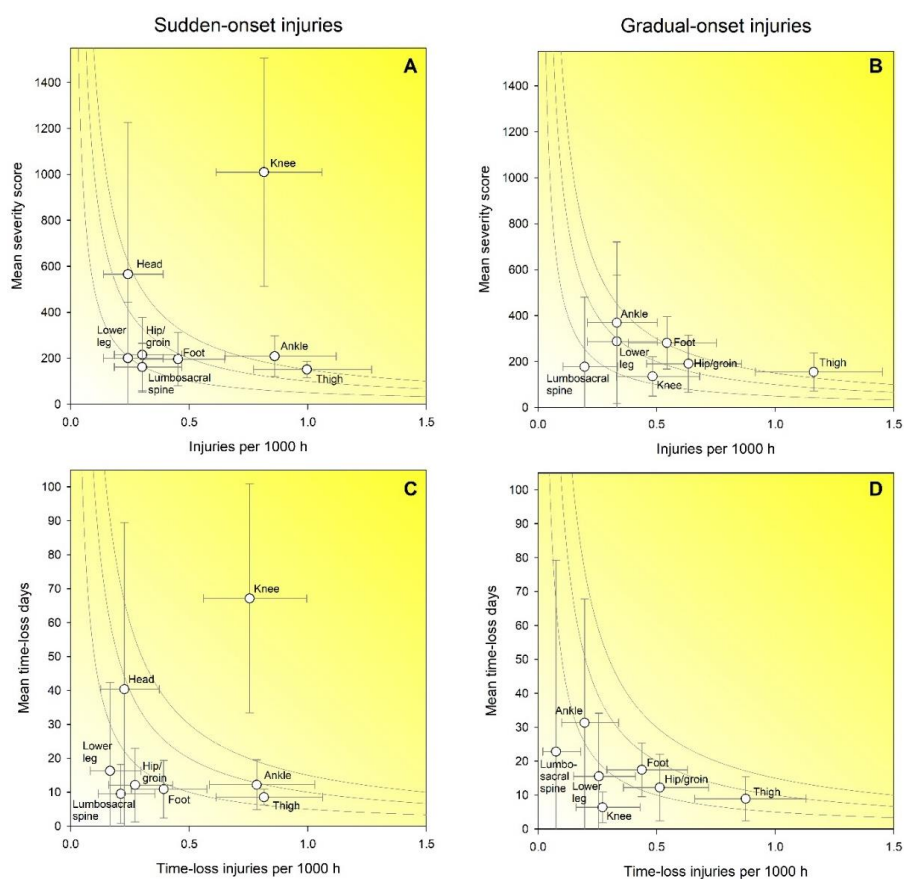 Sudden-onset injuries
Gradual-onset injuries
A
Mean severity score
1400
1200
1000
800
600
400
200
0
Knee
Head
Lower
leg
Hip/
groin
Foot
Lumbosacral
spine
Ankle
Thigh
0.0
0.5
1.0
1.5
Injuries per 1000 h
B
Mean severity score
1400
1200
1000
800
600
400
200
0
Ankle
Lower
leg
Foot
Hip/groin
Thigh
Lumbosacral
spine
Knee
0.0
0.5
1.0
1.5
Injuries per 1000 h
C
Mean time-loss days
100
90
80
70
60
50
40
30
20
10
0
Knee
Head
Lower
leg
Hip/
groin
Ankle
Lumbosacral
spine
Foot
Thigh
0.0
0.5
1.0
1.5
Time-loss injuries per 1000 h
D
Mean time-loss days
100
90
80
70
60
50
40
30
20
10
0
Ankle
Foot
Lumbo-
sacral
spine
Lower
leg
Hip/groin
Thigh
Knee
0.0
0.5
1.0
1.5
Time-loss injuries per 1000 h